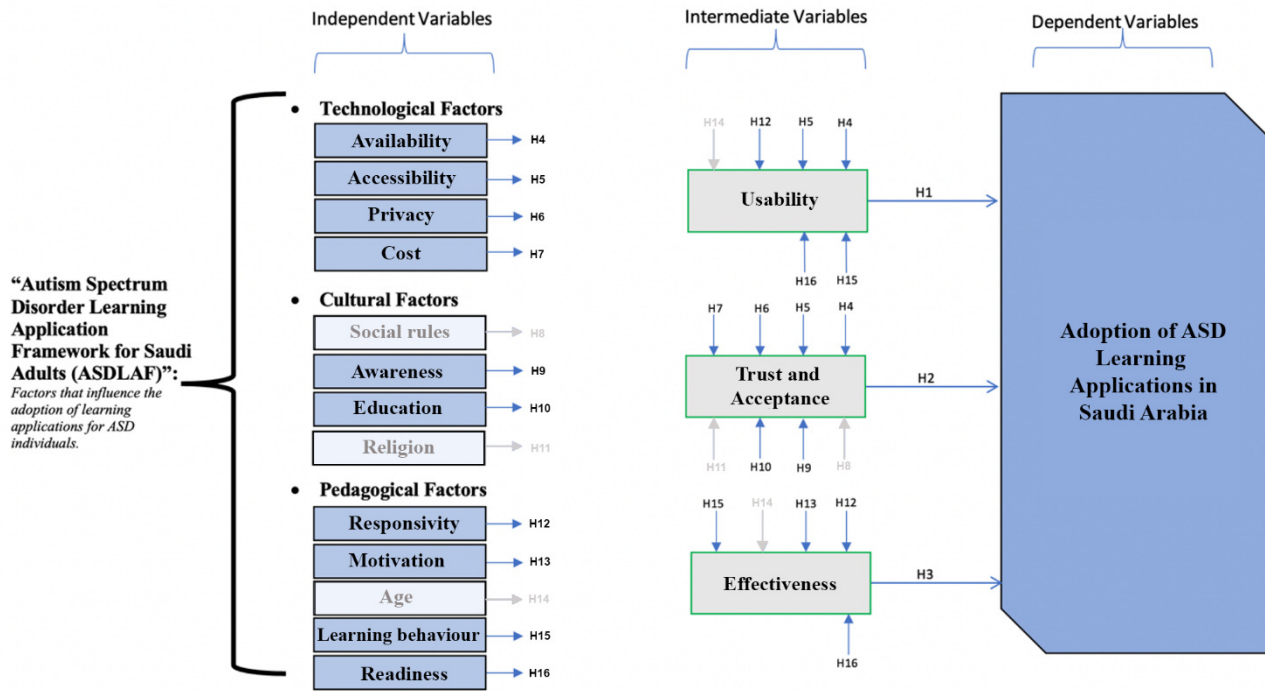 Independent Variables
Intermediate Variables
Dependent Variables
• Technological Factors
Availability
H4
Accessibility
H5
Privacy
H6
Cost
H7
• Cultural Factors
Social rules
H8
Awareness
H9
Education
H10
Religion
H11
• Pedagogical Factors
Responsivity
H12
Motivation
H13
Age
H14
Learning behaviour
H15
Readiness
H16
“Autism Spectrum
Disorder Learning
Application
Framework for Saudi
Adults (ASDLAF)”:
Factors that influence the
adoption of learning
applications for ASD
individuals.
H14 H12 H5 H4
Usability
H1
H16 H15
H7 H6 H5 H4
Trust and
Acceptance
H2
H11 H10 H9 H8
H15 H14 H13 H12
Effectiveness
H3
H16
Adoption of ASD
Learning
Applications in
Saudi Arabia